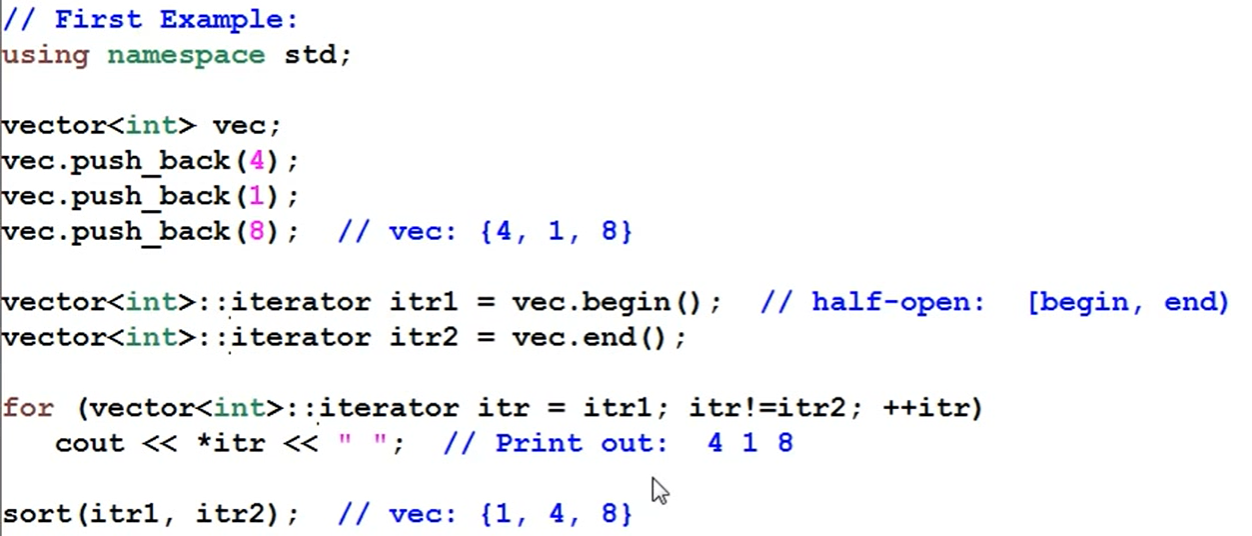 // First Example:
using namespace std;
vector<int> vec;
vec.push_back(4);
vec.push_back(1);
vec.push_back(8);  // vec: {4, 1, 8}
vector<int>::iterator itr1 = vec.begin();  // half-open:  [begin, end)
vector<int>::iterator itr2 = vec.end();
for (vector<int>::iterator itr = itr1; itr!=itr2; ++itr)
   cout << *itr << " ";  // Print out:  4 1 8
sort(itr1, itr2);  // vec: {1, 4, 8}